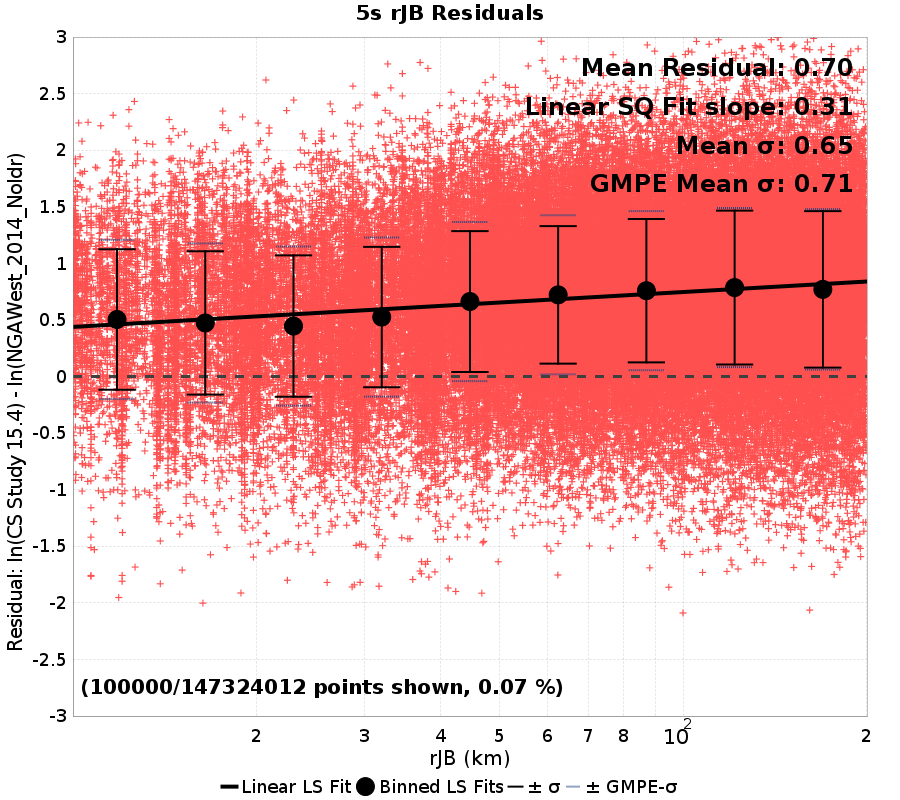 5s rJB Residuals
Mean Residual: 0.70
Linear SQ Fit slope: 0.31
Mean σ: 0.65
GMPE Mean σ: 0.71
3
2.5
2
1.5
1
0.5
0
-0.5
-1
-1.5
-2
-2.5
-3
Residual: ln(CS Study 15.4) - ln(NGAWest_2014_NoIdr)
(100000/147324012 points shown, 0.07 %)
2 3 4 5 6 7 8 10² 2
rJB (km)
Linear LS Fit Binned LS Fits ± σ ± GMPE-σ